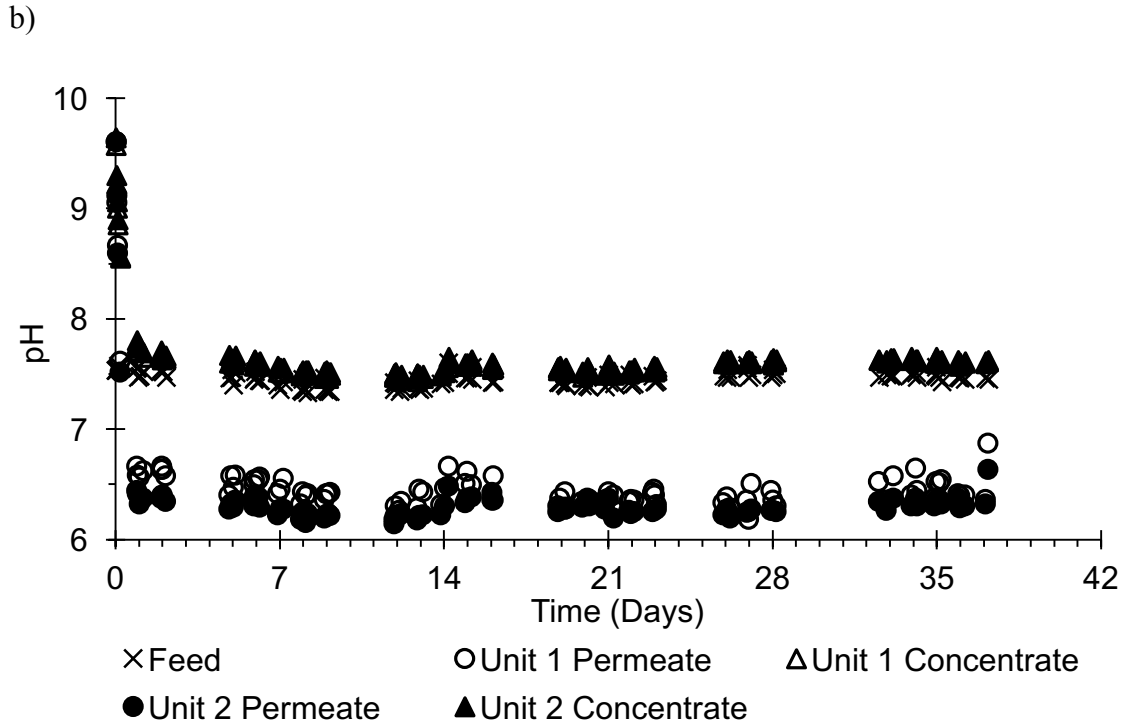 b)
10
9
8
7
6
pH
0 7 14 21 28 35 42
Time (Days)
Feed Unit 1 Permeate Unit 1 Concentrate
Unit 2 Permeate Unit 2 Concentrate